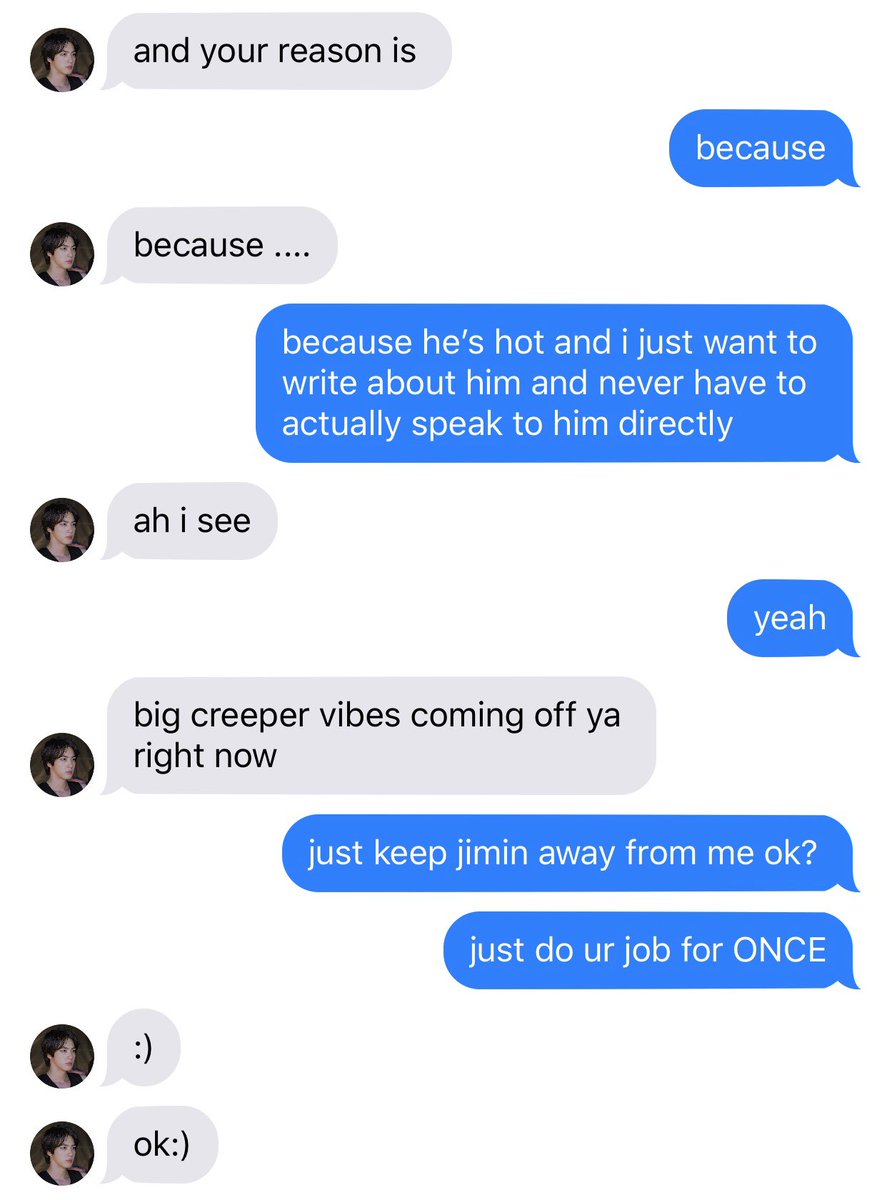 and your reason is
because
because ....
because he’s hot and i just want to
write about him and never have to
actually speak to him directly
ah i see
yeah
big creeper vibes coming off ya
right now
just keep jimin away from me ok?
just do ur job for ONCE
:)
ok:)